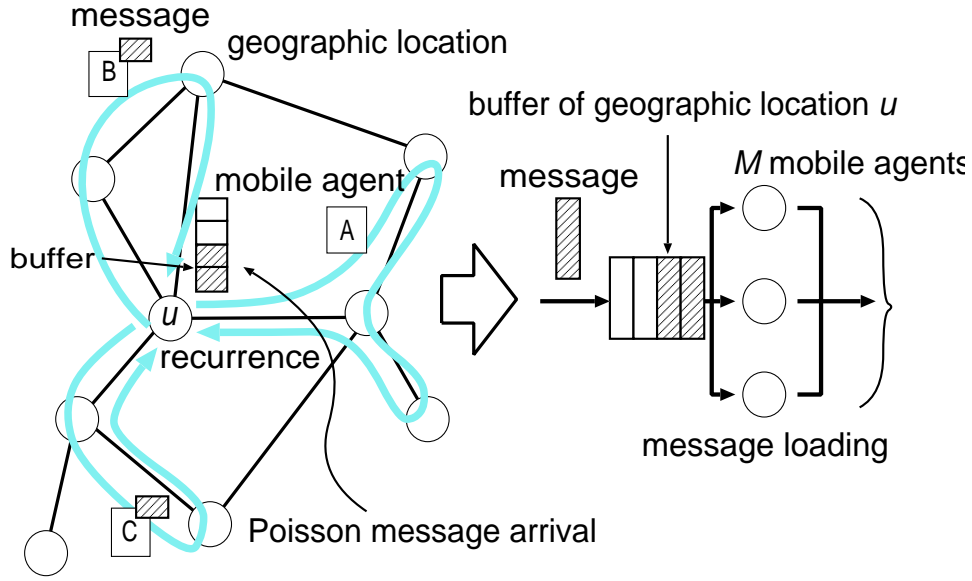 message
B
geographic location
buffer of geographic location u
mobile agent
A
message
M mobile agents
buffer
u
recurrence
message loading
C
Poisson message arrival